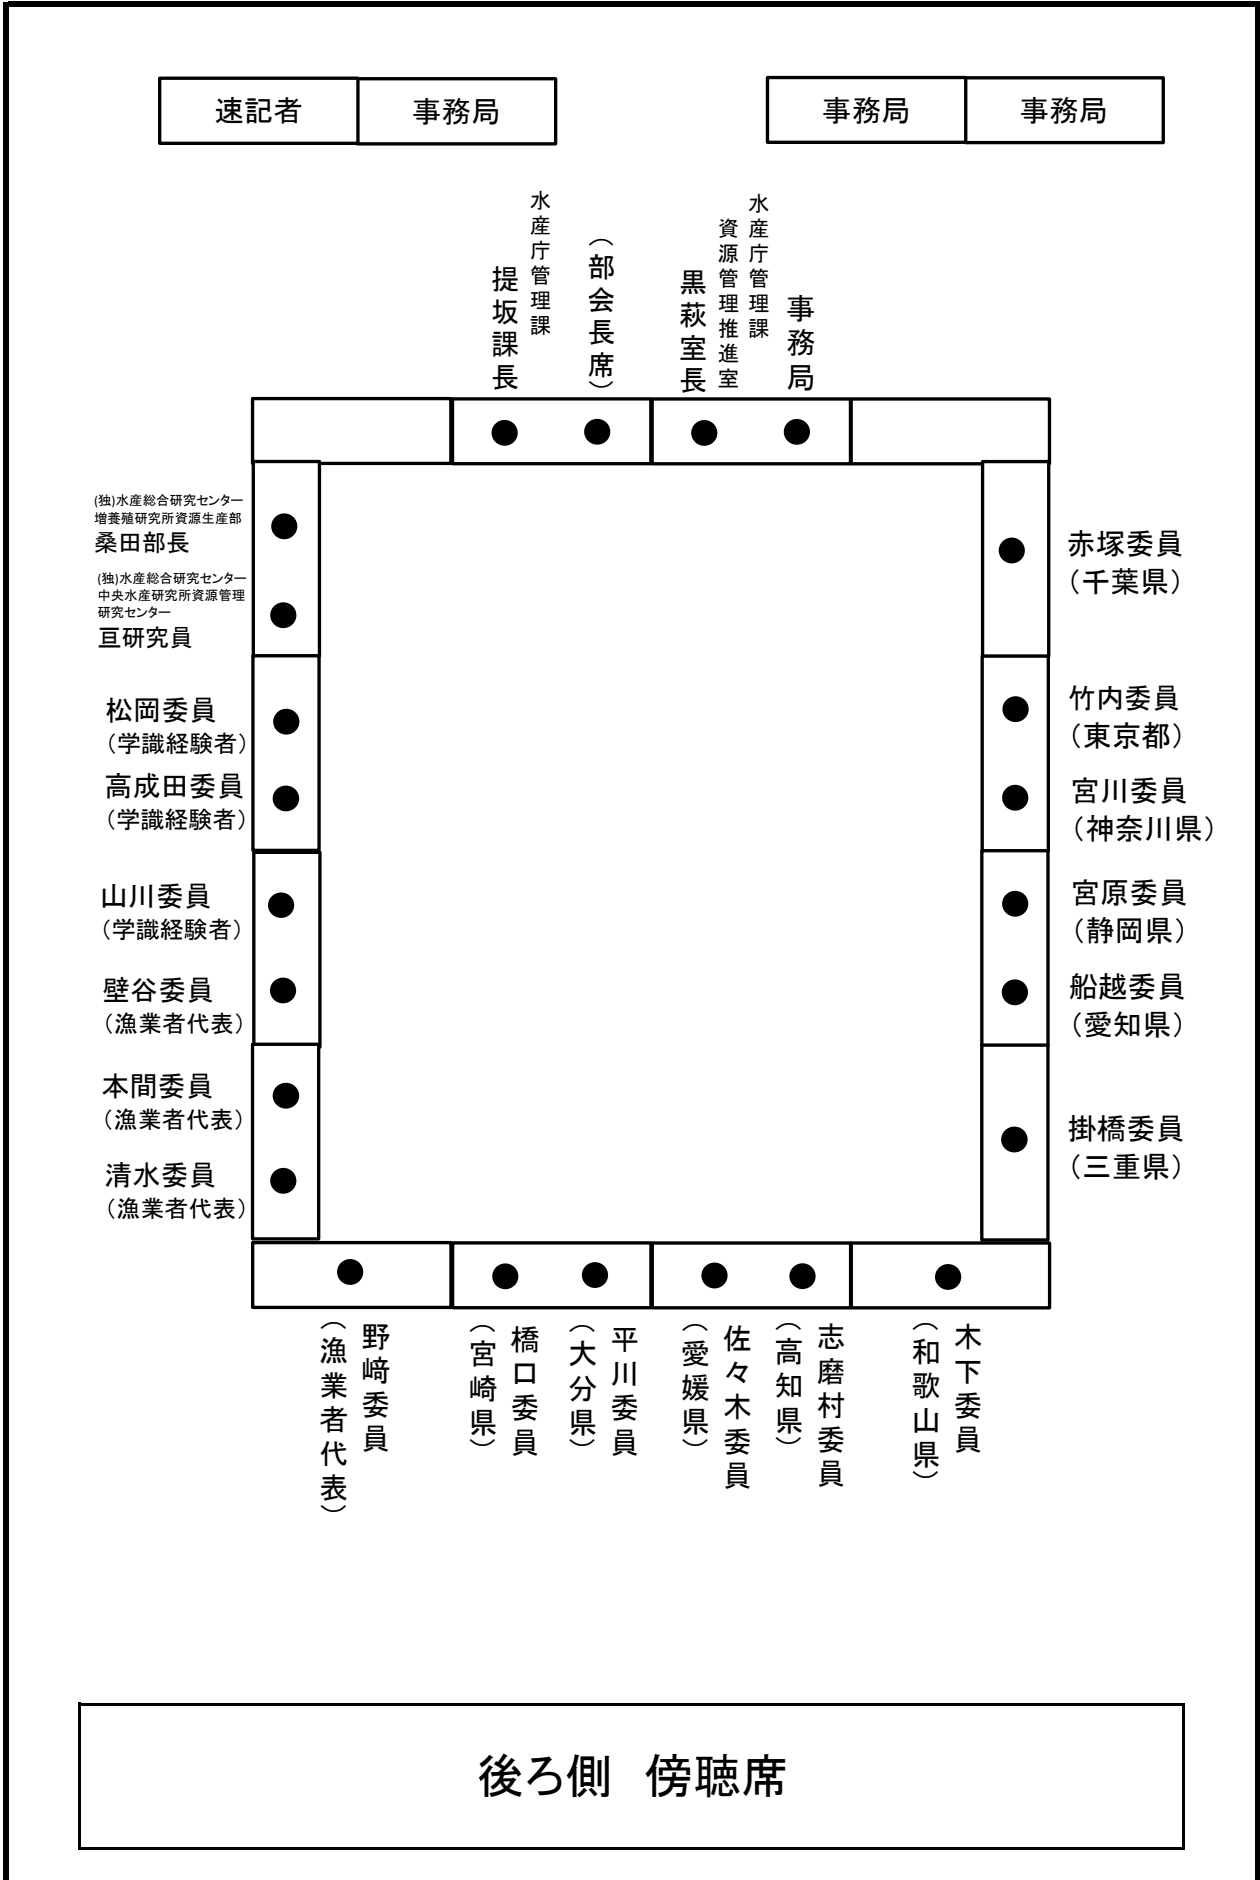 速記者
事務局
事務局
事務局
水産庁管理課
提坂課長
（部会長席）
水産庁管理課
資源管理推進室
黒萩室長
事務局
(独)水産総合研究センター
増養殖研究所資源生産部
桑田部長
(独)水産総合研究センター
中央水産研究所資源管理
研究センター
亘研究員
松岡委員
（学識経験者）
高成田委員
（学識経験者）
山川委員
（学識経験者）
壁谷委員
（漁業者代表）
本間委員
（漁業者代表）
清水委員
（漁業者代表）
赤塚委員
（千葉県）
竹内委員
（東京都）
宮川委員
（神奈川県）
宮原委員
（静岡県）
船越委員
（愛知県）
掛橋委員
（三重県）
野﨑委員
（漁業者代表）
橋口委員
（宮崎県）
平川委員
（大分県）
佐々木委員
（愛媛県）
志磨村委員
（高知県）
木下委員
（和歌山県）
後ろ側　傍聴席